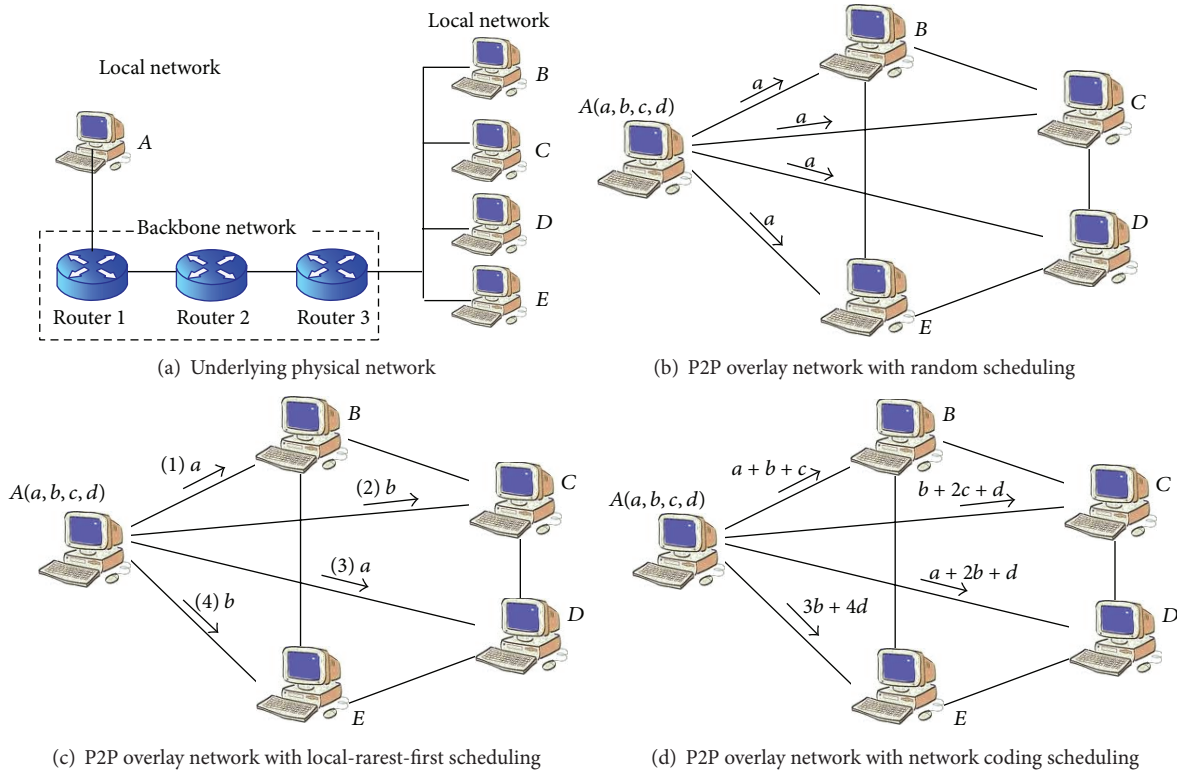 Local network
Local network
A
B
C
D
E
Backbone network
Router 1
Router 2
Router 3
(a) Underlying physical network
A(a, b, c, d)
a
a
a
a
B
C
D
E
(b) P2P overlay network with random scheduling
A(a, b, c, d)
(1) a
(2) b
(3) a
(4) b
B
C
D
E
(c) P2P overlay network with local-rarest-first scheduling
A(a, b, c, d)
a + b + c
b + 2c + d
a + 2b + d
3b + 4d
B
C
D
E
(d) P2P overlay network with network coding scheduling